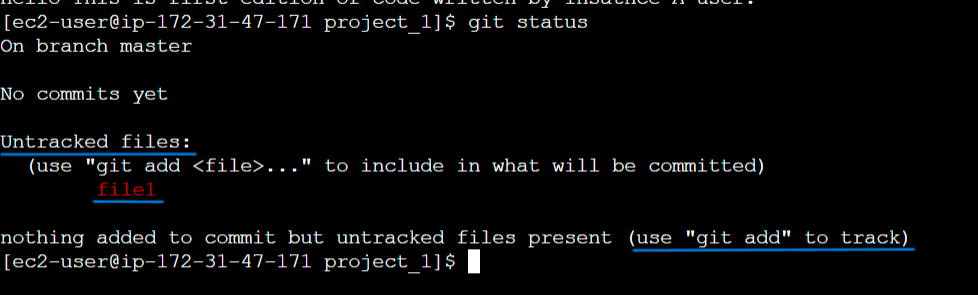 hello This is first edition of code written by insatnce A user.
[ec2-user@ip-172-31-47-171 project_1]$ git status
On branch master
No commits yet
Untracked files:
(use "git add <file>..." to include in what will be committed)
file1
nothing added to commit but untracked files present (use "git add" to track)
[ec2-user@ip-172-31-47-171 project_1]$